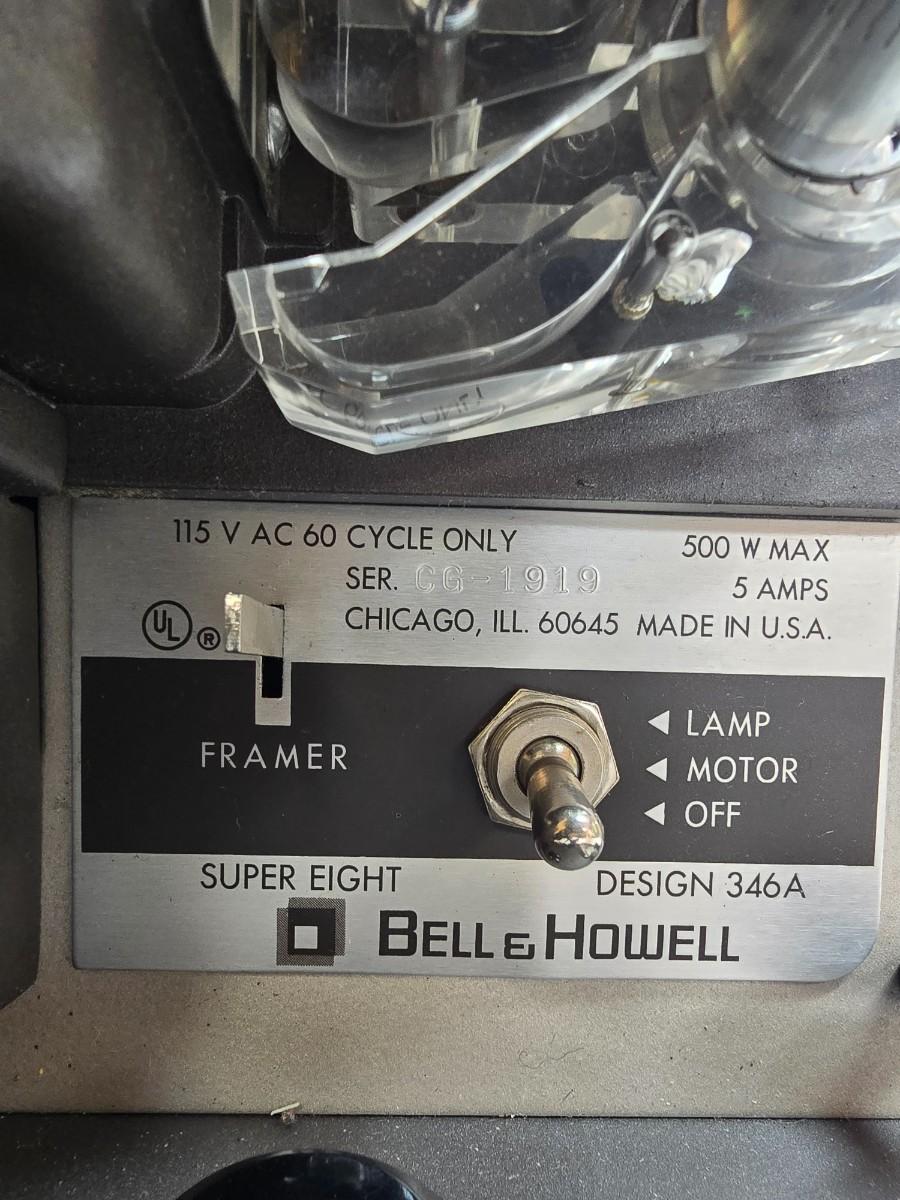 115 V AC 60 CYCLE ONLY
500 W MAX
SER. CG-1919
5 AMPS
UL ®
CHICAGO, ILL. 60645 MADE IN U.S.A.
LAMP
FRAMER
MOTOR
OFF
SUPER EIGHT
DESIGN 346A
BELL & HOWELL